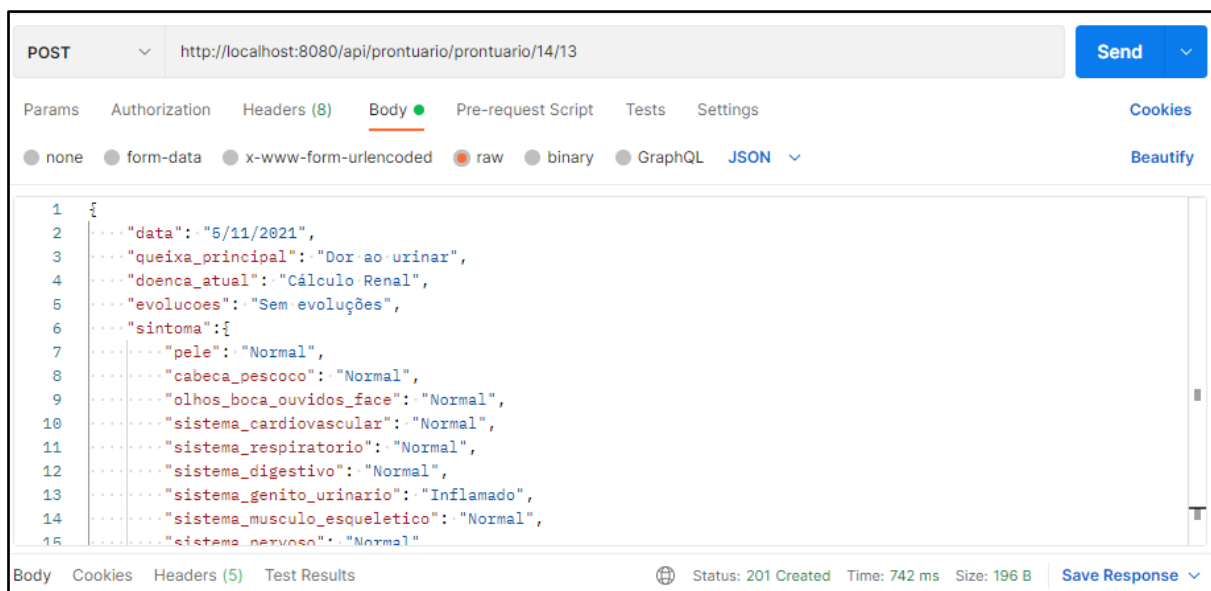 POST http://localhost:8080/api/prontuario/prontuario/14/13 Send
Params Authorization Headers (8) Body Pre-request Script Tests Settings Cookies
none form-data x-www-form-urlencoded raw binary GraphQL JSON Beautify
1 {
2 "data": "5/11/2021",
3 "queixa_principal": "Dor ao urinar",
4 "doenca_atual": "Cálculo Renal",
5 "evolucoes": "Sem evoluções",
6 "sintoma":{
7 "pele": "Normal",
8 "cabeca_pescoco": "Normal",
9 "olhos_boca_ouvidos_face": "Normal",
10 "sistema_cardiovascular": "Normal",
11 "sistema_respiratorio": "Normal",
12 "sistema_digestivo": "Normal",
13 "sistema_genito_urinario": "Inflamado",
14 "sistema_musculo_esqueletico": "Normal",
15 "sistema_nervoso": "Normal"
Body Cookies Headers (5) Test Results Status: 201 Created Time: 742 ms Size: 196 B Save Response